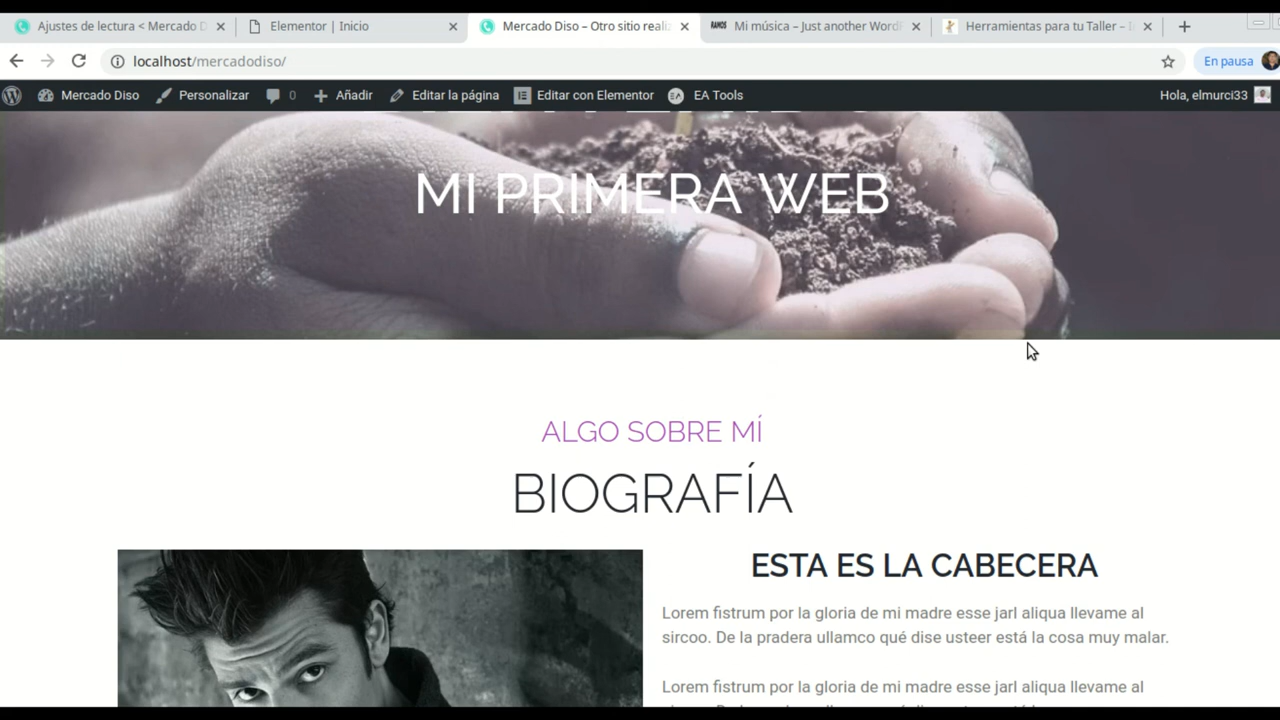 Ajustes de lectura < Mercado D
Elementor | Inicio
Mercado Diso – Otro sitio reali
RAMOS
Mi música – Just another Word
Herramientas para tu Taller –
localhost/mercadodiso/
En pausa
Mercado Diso
Personalizar
0
Añadir
Editar la página
Editar con Elementor
EA Tools
Hola, elmurci33
MI PRIMERA WEB
ALGO SOBRE MÍ
BIOGRAFÍA
ESTA ES LA CABECERA
Lorem fistrum por la gloria de mi madre esse jarl aliqua llevame al
sircoo. De la pradera ullamco qué dise usteer está la cosa muy malar.
Lorem fistrum por la gloria de mi madre esse jarl aliqua llevame al